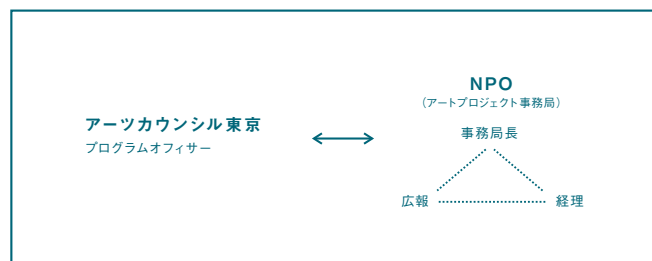 アーツカウンシル東京
プログラムオフィサー
NPO
(アートプロジェクト事務局)
事務局長
広報
経理